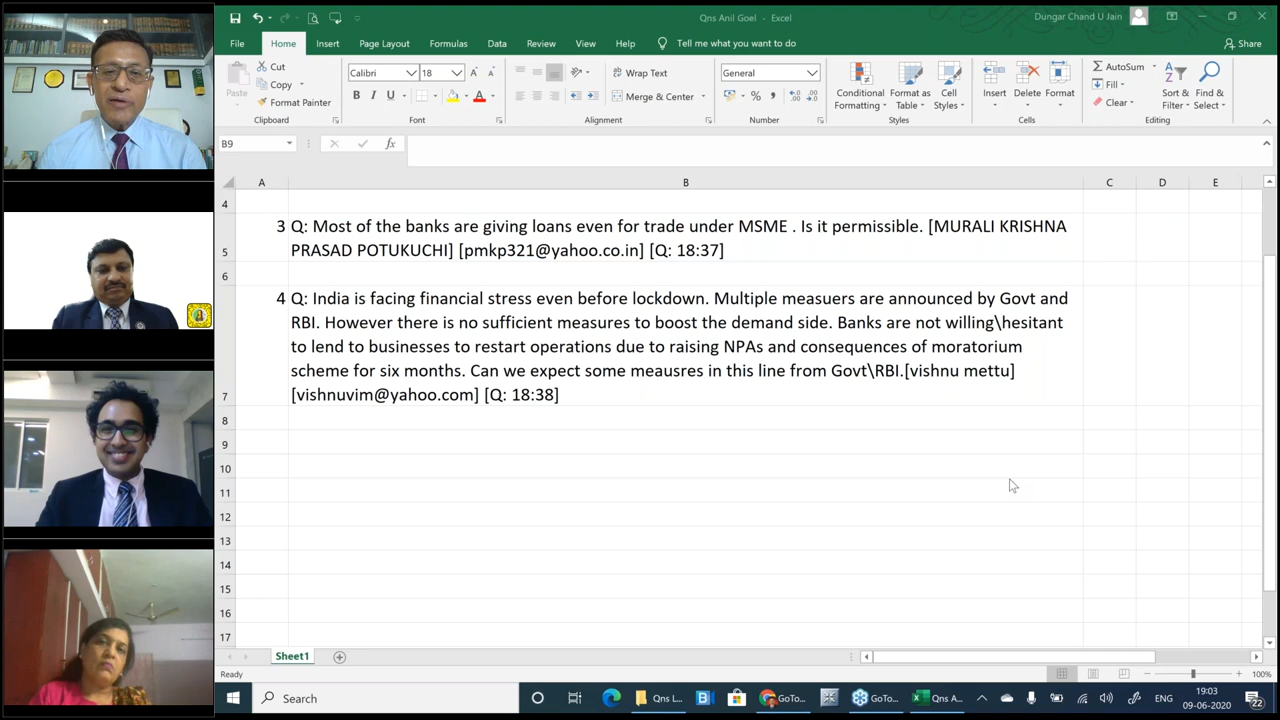 Qns Anil Goel - Excel
Dungar Chand U Jain
File Home Insert Page Layout Formulas Data Review View Help Tell me what you want to do
Share
Paste
Cut
Copy
Format Painter
Clipboard
Calibri 18
B I U
Font
Wrap Text
Merge & Center
Alignment
General
Number
Conditional Formatting
Format as Table
Cell Styles
Styles
Insert Delete Format
Cells
AutoSum
Fill
Clear
Sort & Filter
Find & Select
Editing
B9
fx
A B C D E
4
3 Q: Most of the banks are giving loans even for trade under MSME . Is it permissible. [MURALI KRISHNA
5 PRASAD POTUKUCHI] [pmkp321@yahoo.co.in] [Q: 18:37]
6
4 Q: India is facing financial stress even before lockdown. Multiple measuers are announced by Govt and
RBI. However there is no sufficient measures to boost the demand side. Banks are not willing\hesitant
to lend to businesses to restart operations due to raising NPAs and consequences of moratorium
scheme for six months. Can we expect some meausres in this line from Govt\RBI.[vishnu mettu]
7 [vishnuvim@yahoo.com] [Q: 18:38]
8
9
10
11
12
13
14
15
16
17
Sheet1
Ready
100%
Search
Qns L...
GoTo...
GoTo...
Qns A...
ENG
19:03
09-06-2020
22